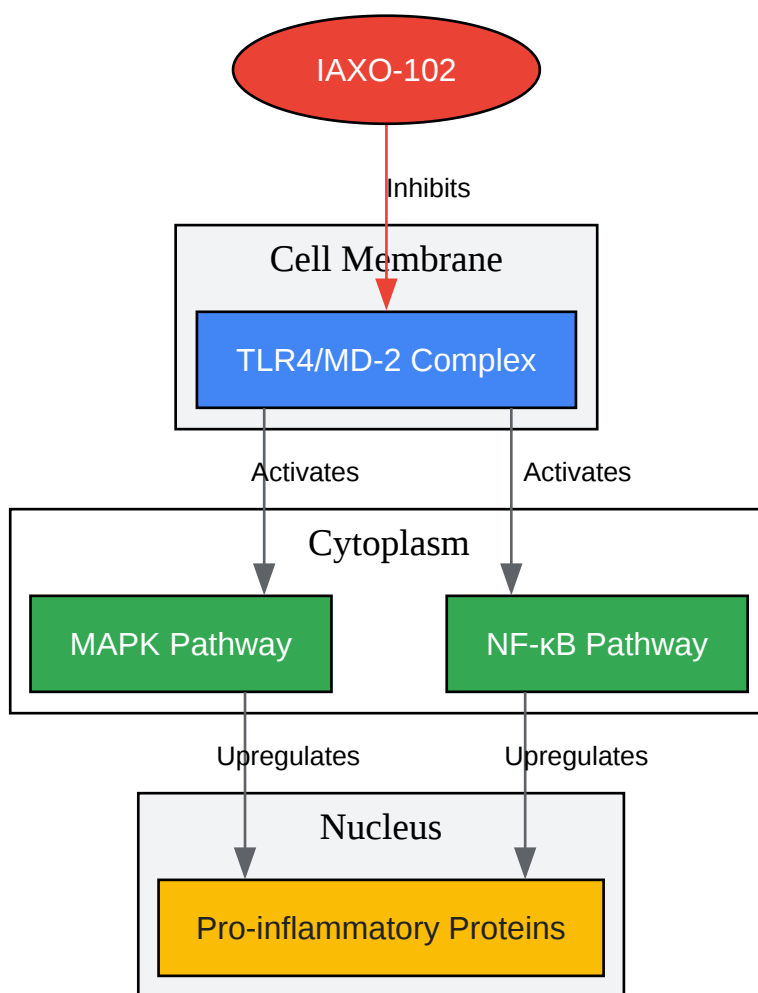 IAXO-102
Inhibits
Cell Membrane
TLR4/MD-2 Complex
Activates
Activates
Cytoplasm
MAPK Pathway
NF-κB Pathway
Upregulates
Upregulates
Nucleus
Pro-inflammatory Proteins